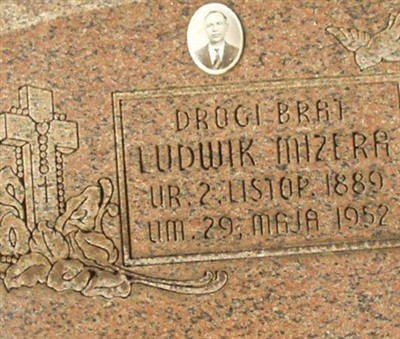 DROGI BRAT
LUDWIK MIZERA
UR. 2. LISTOP. 1889
UM. 29. MAJA 1952